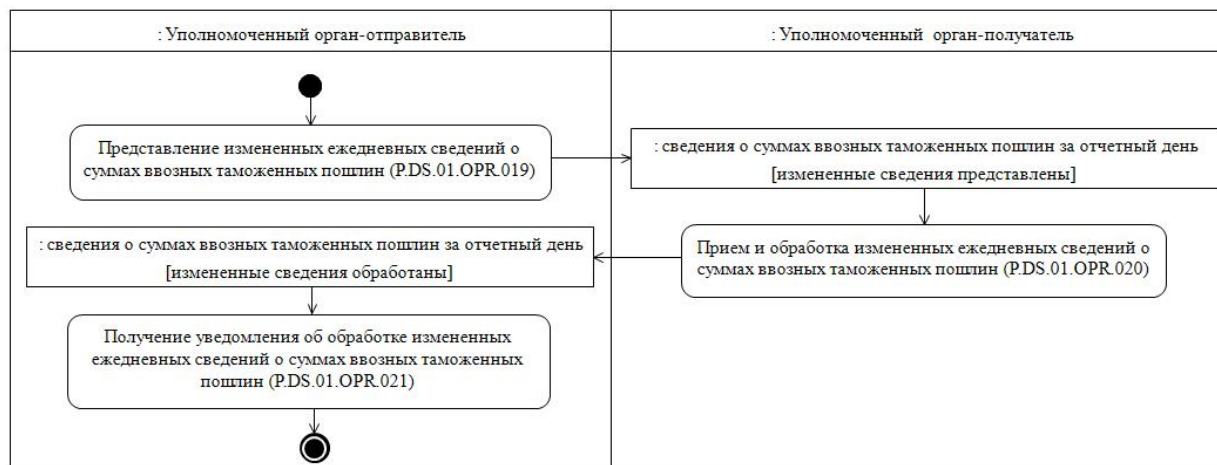 : Уполномоченный орган-отправитель
: Уполномоченный орган-получатель
Представление измененных ежедневных сведений о
суммах ввозных таможенных пошлин (P.DS.01.OPR.019)
: сведения о суммах ввозных таможенных пошлин за отчетный день
[измененные сведения представлены]
Прием и обработка измененных ежедневных сведений о
суммах ввозных таможенных пошлин (P.DS.01.OPR.020)
: сведения о суммах ввозных таможенных пошлин за отчетный день
[измененные сведения обработаны]
Получение уведомления об обработке измененных
ежедневных сведений о суммах ввозных таможенных
пошлин (P.DS.01.OPR.021)